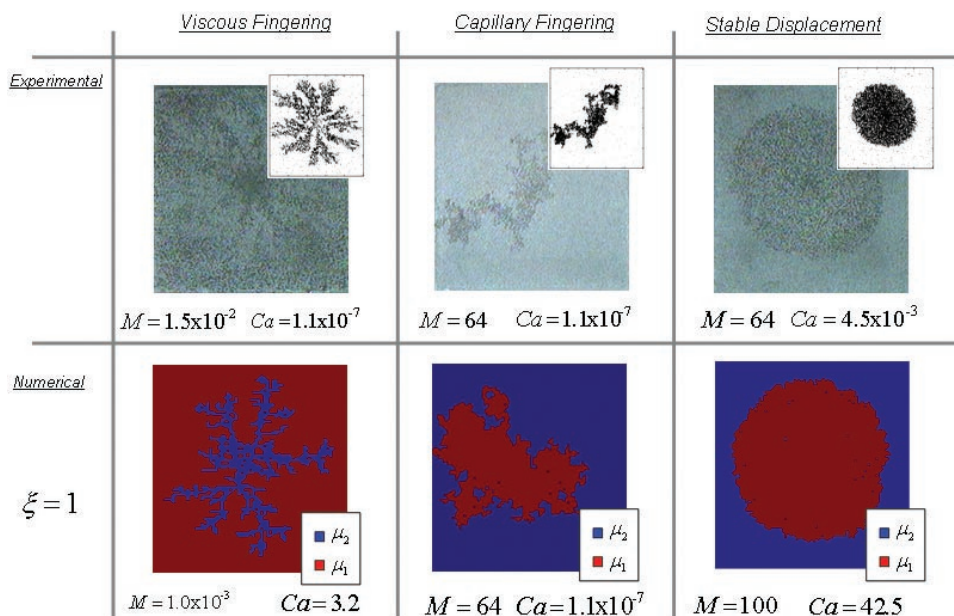 Viscous Fingering
Capillary Fingering
Stable Displacement
Experimental
M = 1.5x10⁻² Ca = 1.1x10⁻⁷
M = 64 Ca = 1.1x10⁻⁷
M = 64 Ca = 4.5x10⁻³
Numerical
ξ = 1
μ₂
μ₁
μ₂
μ₁
μ₂
μ₁
M = 1.0x10⁻³ Ca = 3.2
M = 64 Ca = 1.1x10⁻⁷
M = 100 Ca = 42.5